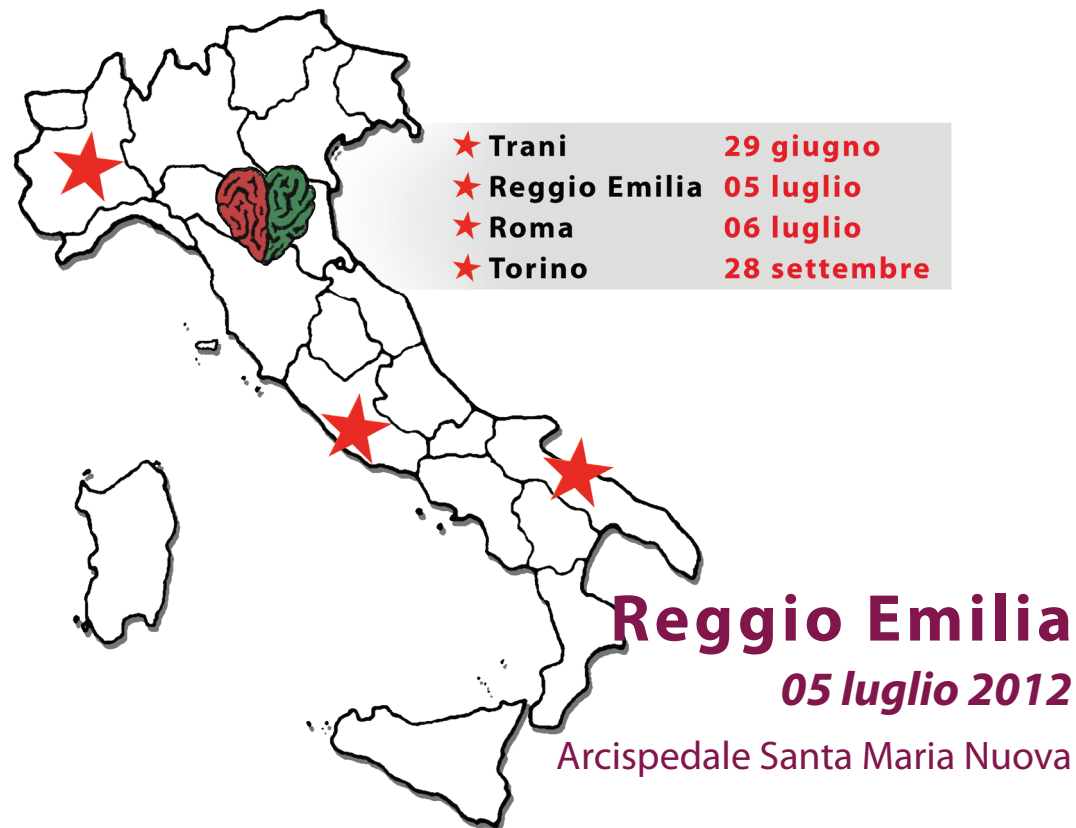 Trani 29 giugno
Reggio Emilia 05 luglio
Roma 06 luglio
Torino 28 settembre
Reggio Emilia
05 luglio 2012
Arcispedale Santa Maria Nuova